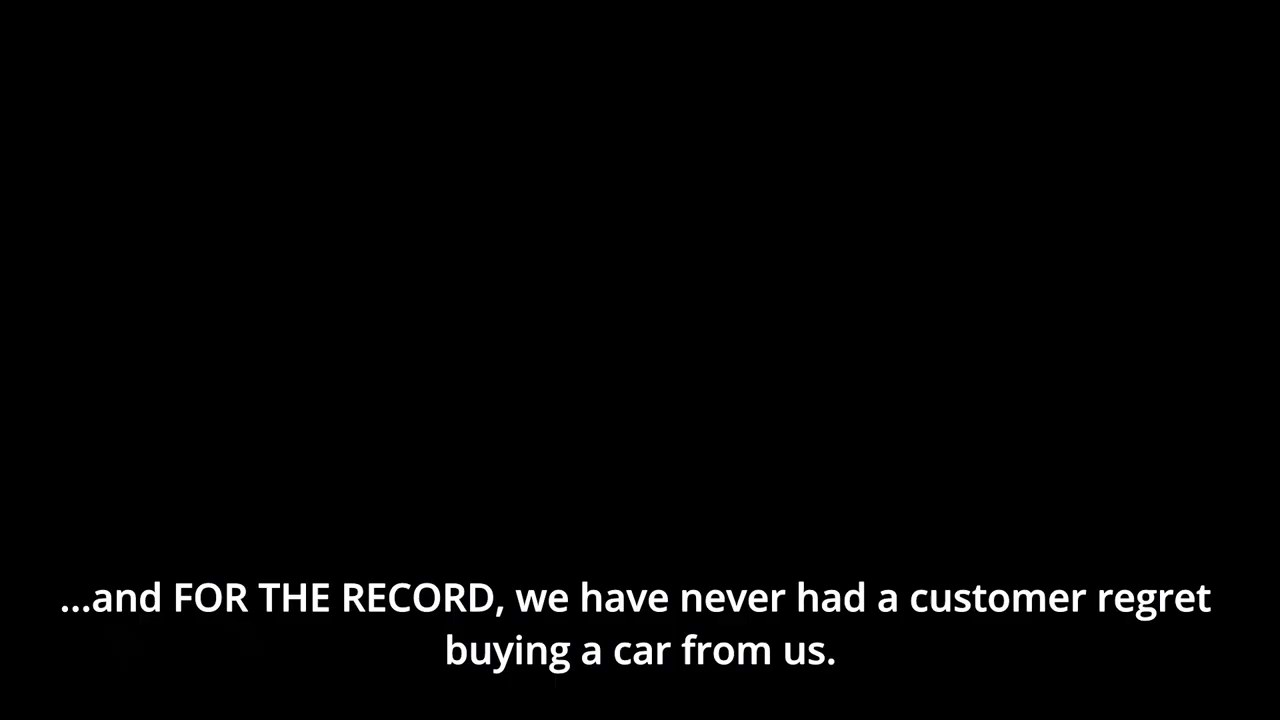 ...and FOR THE RECORD, we have never had a customer regret
buying a car from us.